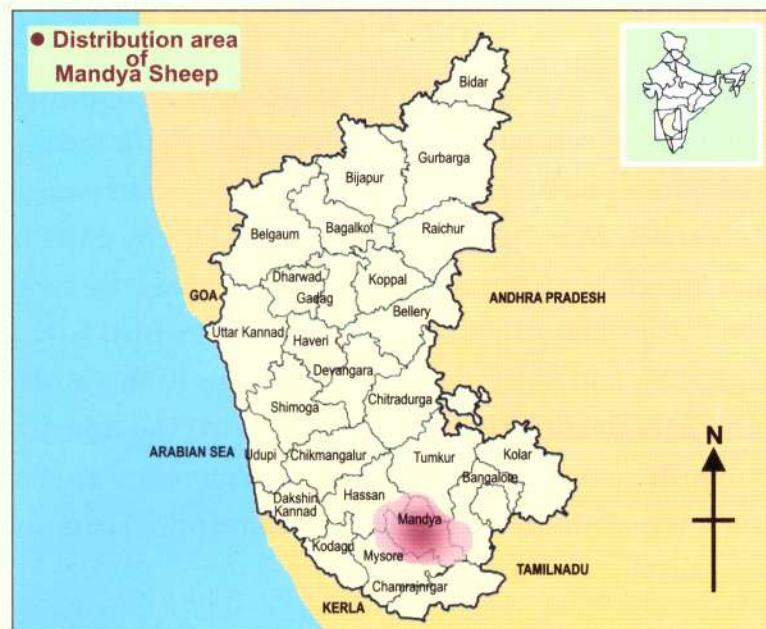 • Distribution area
of
Mandya Sheep
Bidar
Gurbarga
Bijapur
Bagalkot
Raichur
Belgaum
Dharwad
Koppal
Gadag
GOA
ANDHRA PRADESH
Bellery
Uttar Kannad
Haveri
Devangara
Chitradurga
Shimoga
ARABIAN SEA
Udupi
Chikmangalur
Tumkur
Kolar
Bangalore
N
Hassan
Dakshin
Kannad
Mandya
Kodagd
Mysore
TAMILNADU
Chamrajnrgar
KERLA